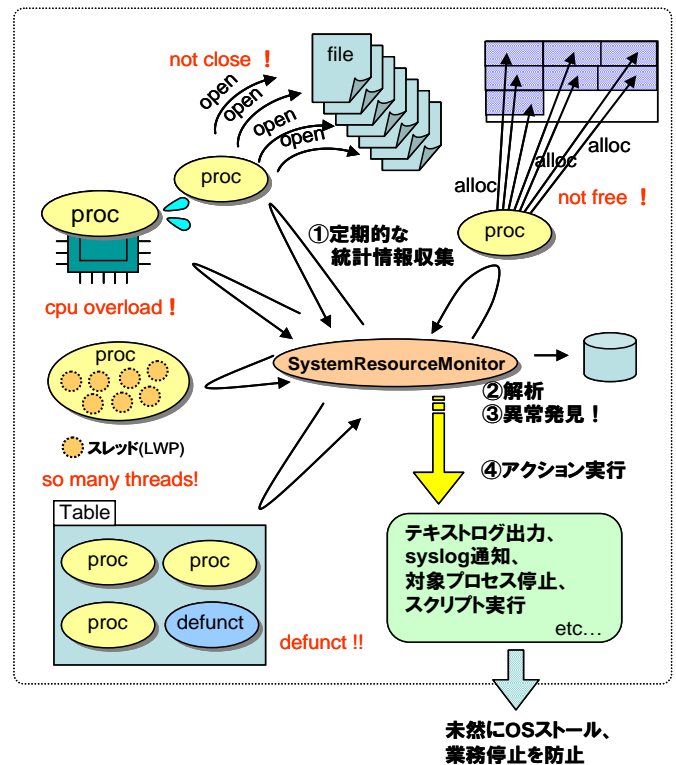 not close！
open
open
open
open
file
proc
proc
cpu overload！
alloc
alloc
alloc
not free ！
proc
①定期的な
統計情報収集
proc
スレッド(LWP)
so many threads!
SystemResourceMonitor
②解析
③異常発見！
④アクション実行
Table
proc
proc
proc
defunct
defunct !!
テキストログ出力、
syslog通知、
対象プロセス停止、
スクリプト実行
etc…
未然にOSストール、
業務停止を防止